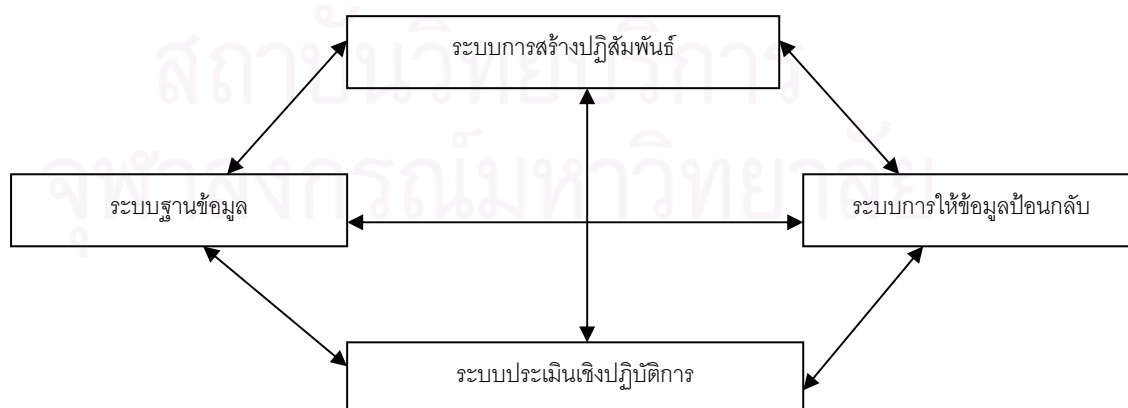 สถาบันวิทยบริการ
จุฬาลงกรณ์มหาวิทยาลัย
ระบบการสร้างปฏิสัมพันธ์
ระบบฐานข้อมูล
ระบบการให้ข้อมูลป้อนกลับ
ระบบประเมินเชิงปฏิบัติการ